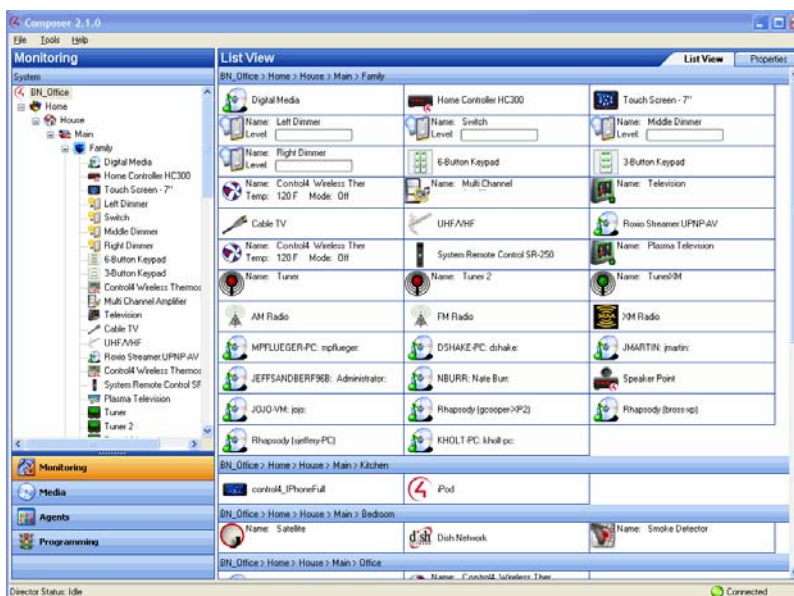 Composer 2.1.0
File Tools Help
Monitoring
System
BN_Office
Home
House
Main
Family
Digital Media
Home Controller HC300
Touch Screen - 7"
Left Dimmer
Switch
Middle Dimmer
Right Dimmer
6-Button Keypad
3-Button Keypad
Control4 Wireless Thermos
Multi Channel Amplifier
Television
Cable TV
UHF/VHF
Roxio Streamer:UPNP-AV
Control4 Wireless Thermos
System Remote Control SR
Plasma Television
Tuner
Tuner 2
Monitoring
Media
Agents
Programming
List View List View Properties
BN_Office > Home > House > Main > Family
Digital Media Home Controller HC300 Touch Screen - 7"
Name: Left Dimmer Name: Switch Name: Middle Dimmer
Level: Level: Level:
Name: Right Dimmer 6-Button Keypad 3-Button Keypad
Level:
Name: Control4 Wireless Ther Name: Multi Channel Name: Television
Temp: 120 F Mode: Off
Cable TV UHF/VHF Roxio Streamer:UPNP-AV
Name: Control4 Wireless Ther System Remote Control SR-250 Name: Plasma Television
Temp: 120 F Mode: Off
Name: Tuner Name: Tuner 2 Name: Tuner/XM
AM Radio FM Radio XM Radio
MPFLUEGER-PC: mpflueger: DSHAKE-PC: dshake: JMARTIN: jmartin:
JEFFSANDBERF96B: Administrator: NBURR: Nate Burr: Speaker Point
JOJO-VM: jojo: Rhapsody (gcooper-XP2) Rhapsody (bross-xp)
Rhapsody (sjeffery-PC) KHOLT-PC: kholt-pc:
BN_Office > Home > House > Main > Kitchen
control4_IPhoneFull iPod
BN_Office > Home > House > Main > Bedroom
Name: Satellite dish Dish Network Name: Smoke Detector
BN_Office > Home > House > Main > Office
Name: Control4 Wireless Ther
Director Status: Idle Connected